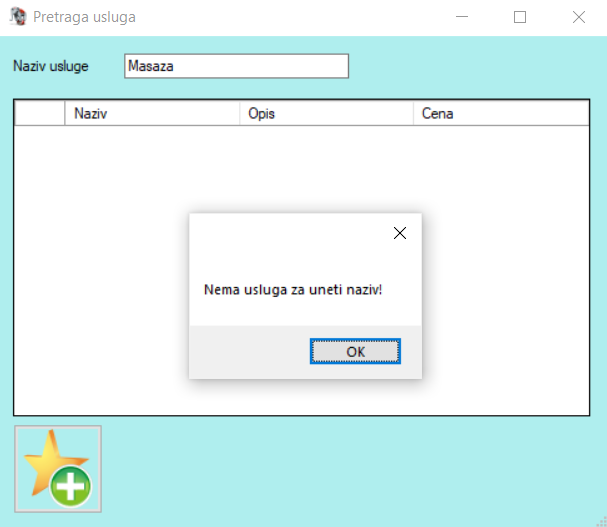 Pretraga usluga
Naziv usluge Masaza
Naziv Opis Cena
Nema usluga za uneti naziv!
OK